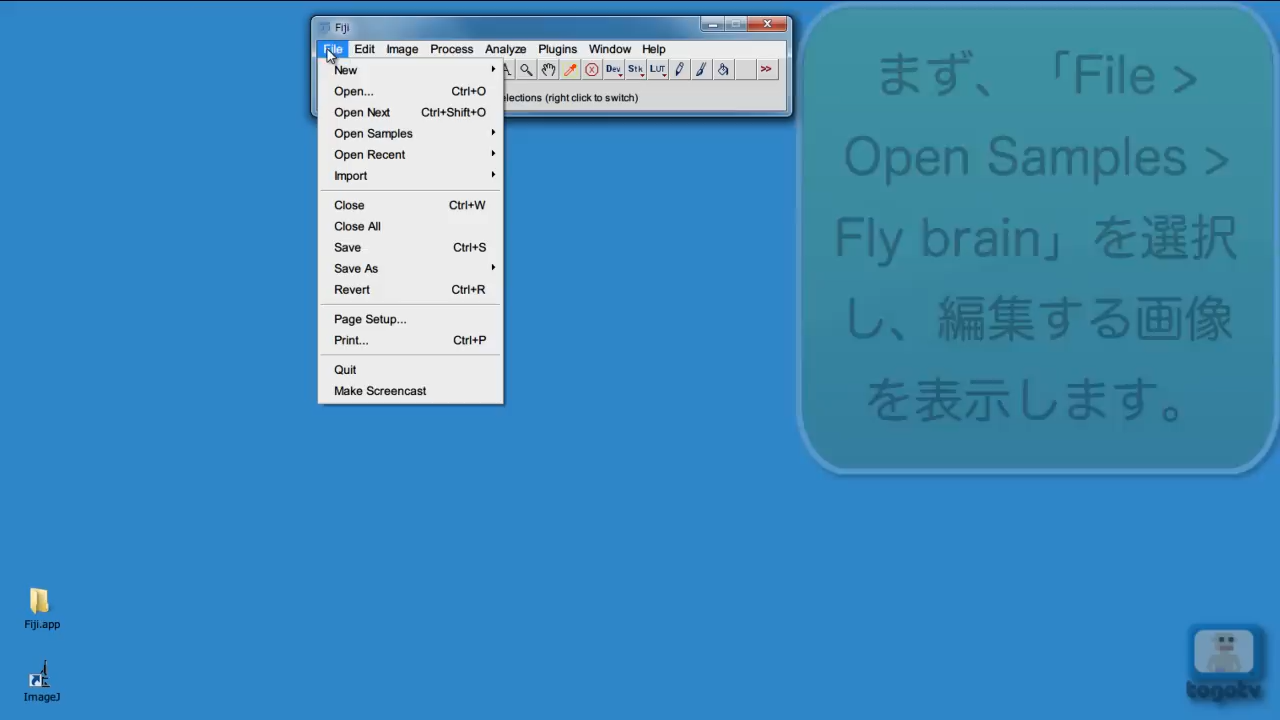 Fiji
File Edit Image Process Analyze Plugins Window Help
Dev Stk LUT >>
elections (right click to switch)
New
Open... Ctrl+O
Open Next Ctrl+Shift+O
Open Samples
Open Recent
Import
Close Ctrl+W
Close All
Save Ctrl+S
Save As
Revert Ctrl+R
Page Setup...
Print... Ctrl+P
Quit
Make Screencast
まず、「File >
Open Samples >
Fly brain」を選択
し、編集する画像
を表示します。
Fiji.app
ImageJ
togotv